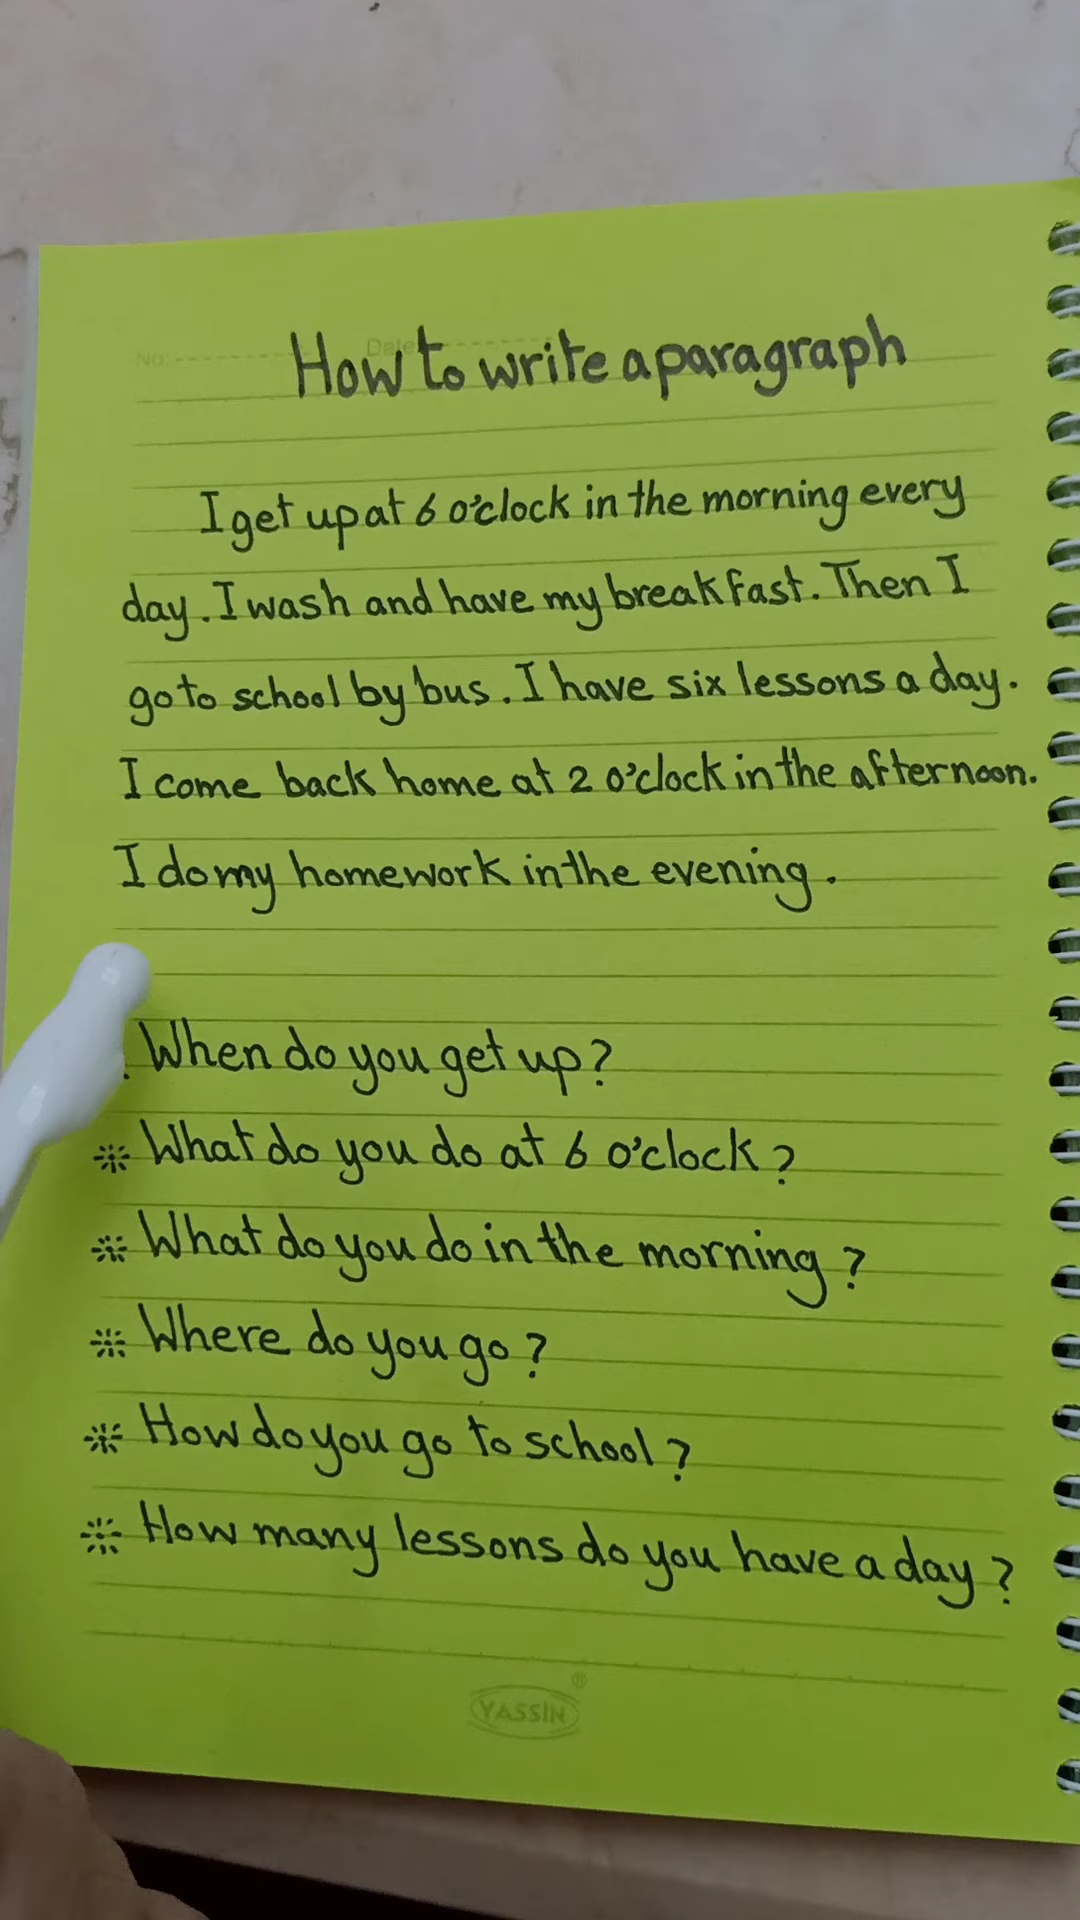 No:
Date
How to write a paragraph
I get up at 6 o'clock in the morning every
day. I wash and have my breakfast. Then I
go to school by bus. I have six lessons a day.
I come back home at 2 o'clock in the afternoon.
I do my homework in the evening.
When do you get up?
What do you do at 6 o'clock?
What do you do in the morning?
Where do you go?
How do you go to school?
How many lessons do you have a day?
YASSIN®